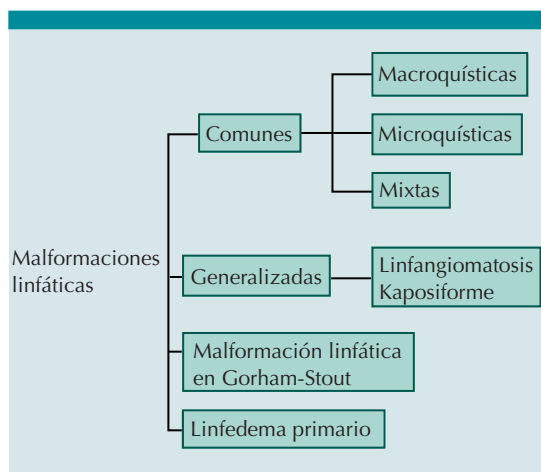 Malformaciones
linfáticas
Comunes
Macroquísticas
Microquísticas
Mixtas
Generalizadas
Linfangiomatosis
Kaposiforme
Malformación linfática
en Gorham-Stout
Linfedema primario